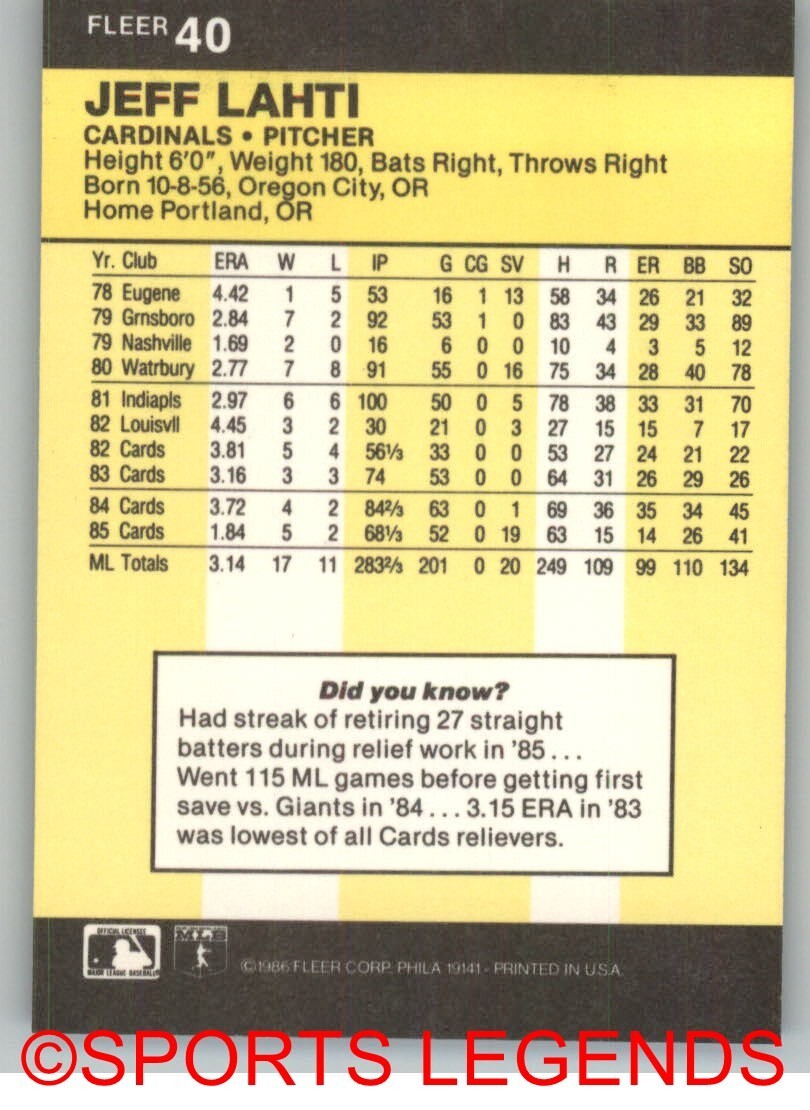 FLEER 40
JEFF LAHTI
CARDINALS • PITCHER
Height 6'0", Weight 180, Bats Right, Throws Right
Born 10-8-56, Oregon City, OR
Home Portland, OR
Yr. Club ERA W L IP G CG SV H R ER BB SO
78 Eugene 4.42 1 5 53 16 1 13 58 34 26 21 32
79 Grnsboro 2.84 7 2 92 53 1 0 83 43 29 33 89
79 Nashville 1.69 2 0 16 6 0 0 10 4 3 5 12
80 Watrbury 2.77 7 8 91 55 0 16 75 34 28 40 78
81 Indiapls 2.97 6 6 100 50 0 5 78 38 33 31 70
82 Louisvll 4.45 3 2 30 21 0 3 27 15 15 7 17
82 Cards 3.81 5 4 56⅓ 33 0 0 53 27 24 21 22
83 Cards 3.16 3 3 74 53 0 0 64 31 26 29 26
84 Cards 3.72 4 2 84⅔ 63 0 1 69 36 35 34 45
85 Cards 1.84 5 2 68⅓ 52 0 19 63 15 14 26 41
ML Totals 3.14 17 11 283⅔ 201 0 20 249 109 99 110 134
Did you know?
Had streak of retiring 27 straight
batters during relief work in '85...
Went 115 ML games before getting first
save vs. Giants in '84...3.15 ERA in '83
was lowest of all Cards relievers.
OFFICIAL LICENSEE
MAJOR LEAGUE BASEBALL
©1986 FLEER CORP. PHILA 19141 - PRINTED IN U.S.A.
©SPORTS LEGENDS